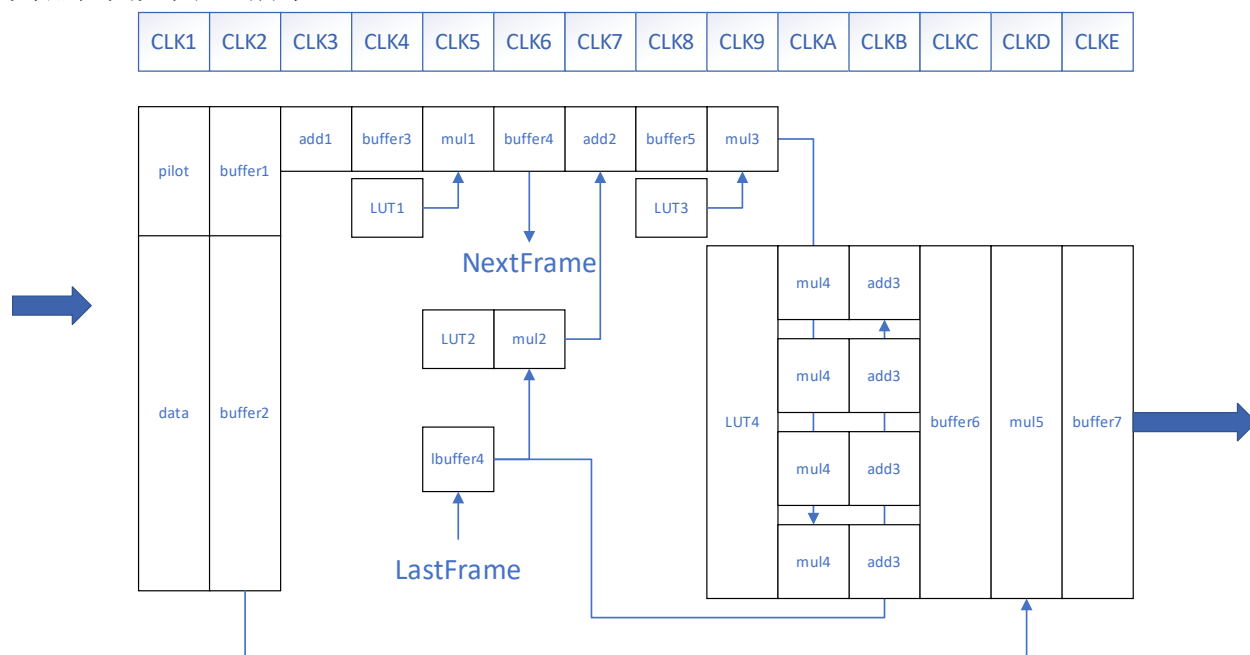 CLK1 CLK2 CLK3 CLK4 CLK5 CLK6 CLK7 CLK8 CLK9 CLKA CLKB CLKC CLKD CLKE
pilot buffer1 add1 buffer3 mul1 buffer4 add2 buffer5 mul3
LUT1 LUT3
NextFrame
mul4 add3
LUT2 mul2
mul4 add3
data buffer2 LUT4 buffer6 mul5 buffer7
lbuffer4 mul4 add3
mul4 add3
LastFrame